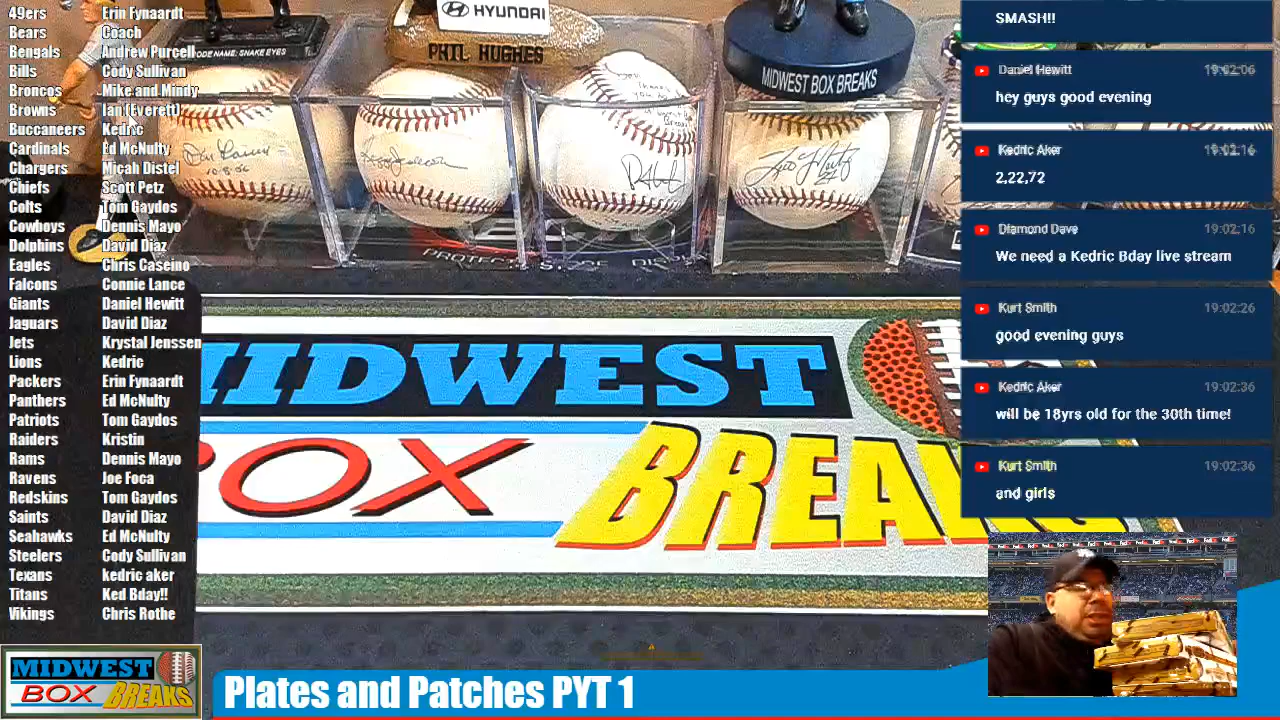 49ers Erin Fynaardt
Bears Coach
Bengals Andrew Purcell
Bills Cody Sullivan
Broncos Mike and Mindy
Browns Ian (Everett)
Buccaneers Kedric
Cardinals Ed McNulty
Chargers Micah Distel
Chiefs Scott Petz
Colts Tom Gaydos
Cowboys Dennis Mayo
Dolphins David Diaz
Eagles Chris Caseino
Falcons Connie Lance
Giants Daniel Hewitt
Jaguars David Diaz
Jets Krystal Jenssen
Lions Kedric
Packers Erin Fynaardt
Panthers Ed McNulty
Patriots Tom Gaydos
Raiders Kristin
Rams Dennis Mayo
Ravens Joe Foca
Redskins Tom Gaydos
Saints David Diaz
Seahawks Ed McNulty
Steelers Cody Sullivan
Texans kedric aker
Titans Ked Bday!!
Vikings Chris Rothe
MIDWEST
BOX BREAKS
CODE NAME: SNAKE EYES
HYUNDAI
PHIL HUGHES
MIDWEST BOX BREAKS
10-8-56
MIDWEST
BOX
BREAKS
SMASH!!
Daniel Hewitt 19:02:06
hey guys good evening
Kedric Aker 19:02:16
2,22,72
Diamond Dave 19:02:16
We need a Kedric Bday live stream
Kurt Smith 19:02:26
good evening guys
Kedric Aker 19:02:36
will be 18yrs old for the 30th time!
Kurt Smith 19:02:36
and girls
Plates and Patches PYT 1